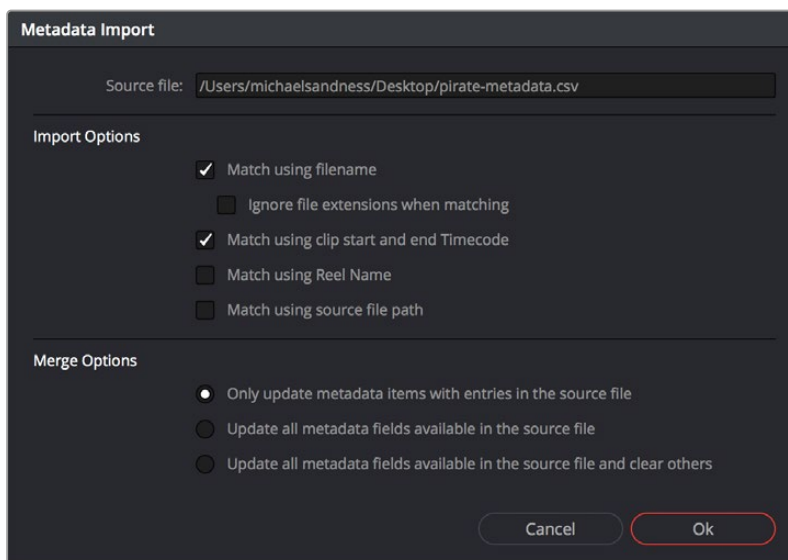 Metadata Import
Source file: /Users/michaelsandness/Desktop/pirate-metadata.csv
Import Options
Match using filename
Ignore file extensions when matching
Match using clip start and end Timecode
Match using Reel Name
Match using source file path
Merge Options
Only update metadata items with entries in the source file
Update all metadata fields available in the source file
Update all metadata fields available in the source file and clear others
Cancel Ok